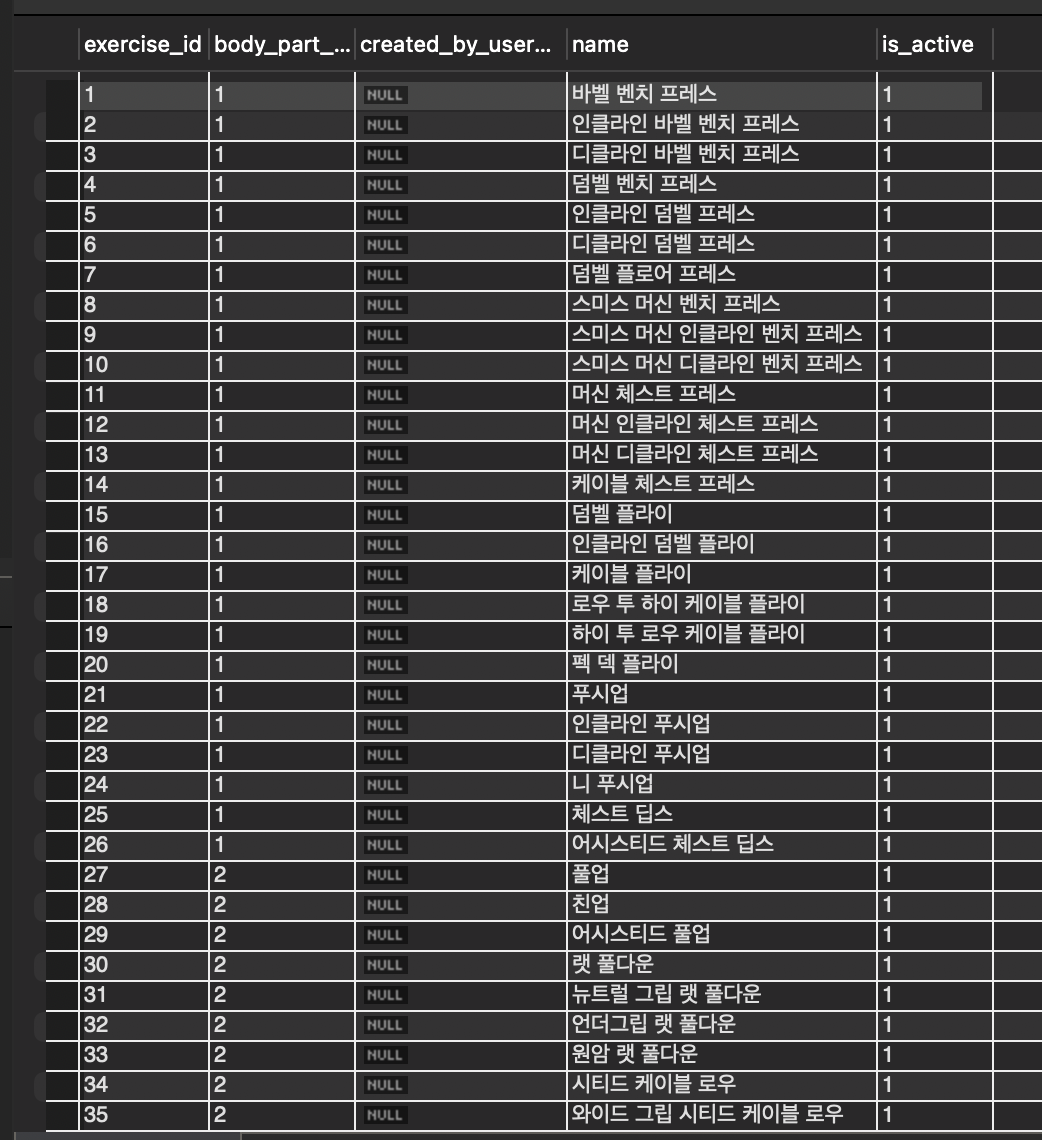 exercise_id body_part_... created_by_user... name is_active
1 1 NULL 바벨 벤치 프레스 1
2 1 NULL 인클라인 바벨 벤치 프레스 1
3 1 NULL 디클라인 바벨 벤치 프레스 1
4 1 NULL 덤벨 벤치 프레스 1
5 1 NULL 인클라인 덤벨 프레스 1
6 1 NULL 디클라인 덤벨 프레스 1
7 1 NULL 덤벨 플로어 프레스 1
8 1 NULL 스미스 머신 벤치 프레스 1
9 1 NULL 스미스 머신 인클라인 벤치 프레스 1
10 1 NULL 스미스 머신 디클라인 벤치 프레스 1
11 1 NULL 머신 체스트 프레스 1
12 1 NULL 머신 인클라인 체스트 프레스 1
13 1 NULL 머신 디클라인 체스트 프레스 1
14 1 NULL 케이블 체스트 프레스 1
15 1 NULL 덤벨 플라이 1
16 1 NULL 인클라인 덤벨 플라이 1
17 1 NULL 케이블 플라이 1
18 1 NULL 로우 투 하이 케이블 플라이 1
19 1 NULL 하이 투 로우 케이블 플라이 1
20 1 NULL 펙 덱 플라이 1
21 1 NULL 푸시업 1
22 1 NULL 인클라인 푸시업 1
23 1 NULL 디클라인 푸시업 1
24 1 NULL 니 푸시업 1
25 1 NULL 체스트 딥스 1
26 1 NULL 어시스티드 체스트 딥스 1
27 2 NULL 풀업 1
28 2 NULL 친업 1
29 2 NULL 어시스티드 풀업 1
30 2 NULL 랫 풀다운 1
31 2 NULL 뉴트럴 그립 랫 풀다운 1
32 2 NULL 언더그립 랫 풀다운 1
33 2 NULL 원암 랫 풀다운 1
34 2 NULL 시티드 케이블 로우 1
35 2 NULL 와이드 그립 시티드 케이블 로우 1